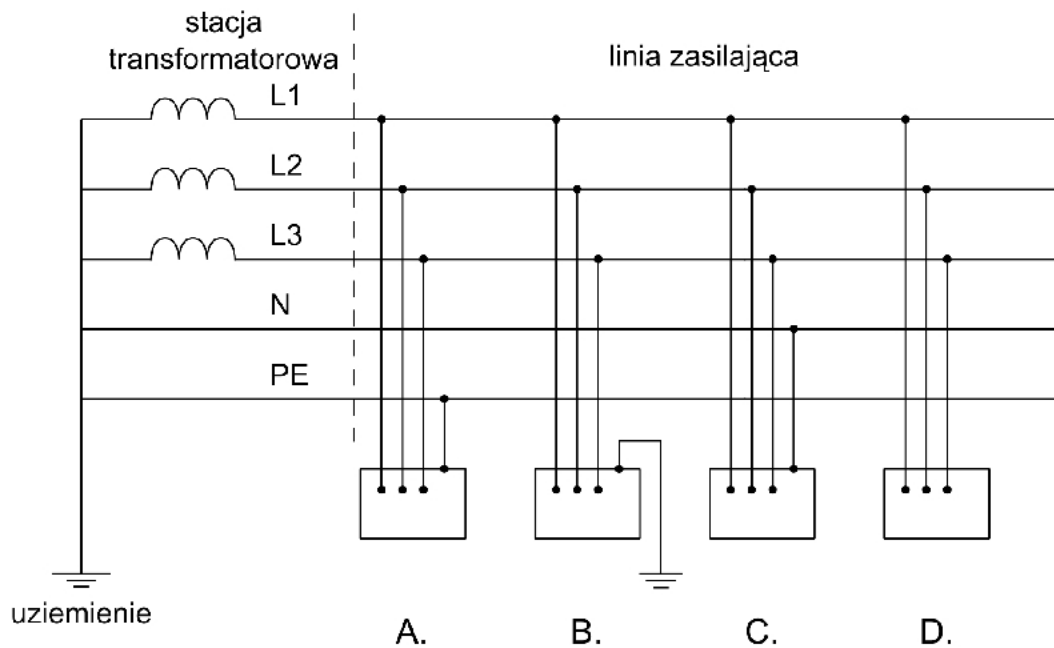 stacja
transformatorowa
linia zasilająca
L1
L2
L3
N
PE
uziemienie
A. B. C. D.